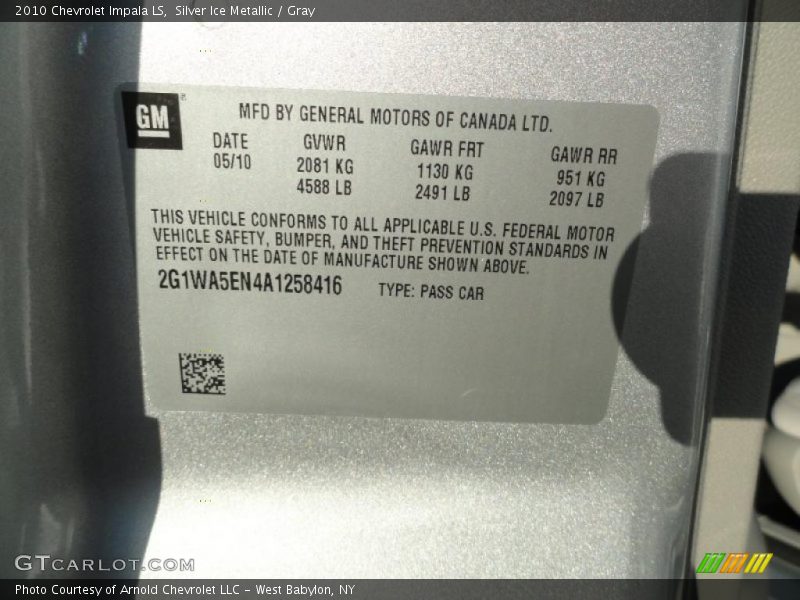 2010 Chevrolet Impala LS, Silver Ice Metallic / Gray
GM
MFD BY GENERAL MOTORS OF CANADA LTD.
DATE GVWR GAWR FRT GAWR RR
05/10 2081 KG 1130 KG 951 KG
4588 LB 2491 LB 2097 LB
THIS VEHICLE CONFORMS TO ALL APPLICABLE U.S. FEDERAL MOTOR
VEHICLE SAFETY, BUMPER, AND THEFT PREVENTION STANDARDS IN
EFFECT ON THE DATE OF MANUFACTURE SHOWN ABOVE.
2G1WA5EN4A1258416 TYPE: PASS CAR
GTCARLOT.COM
Photo Courtesy of Arnold Chevrolet LLC - West Babylon, NY